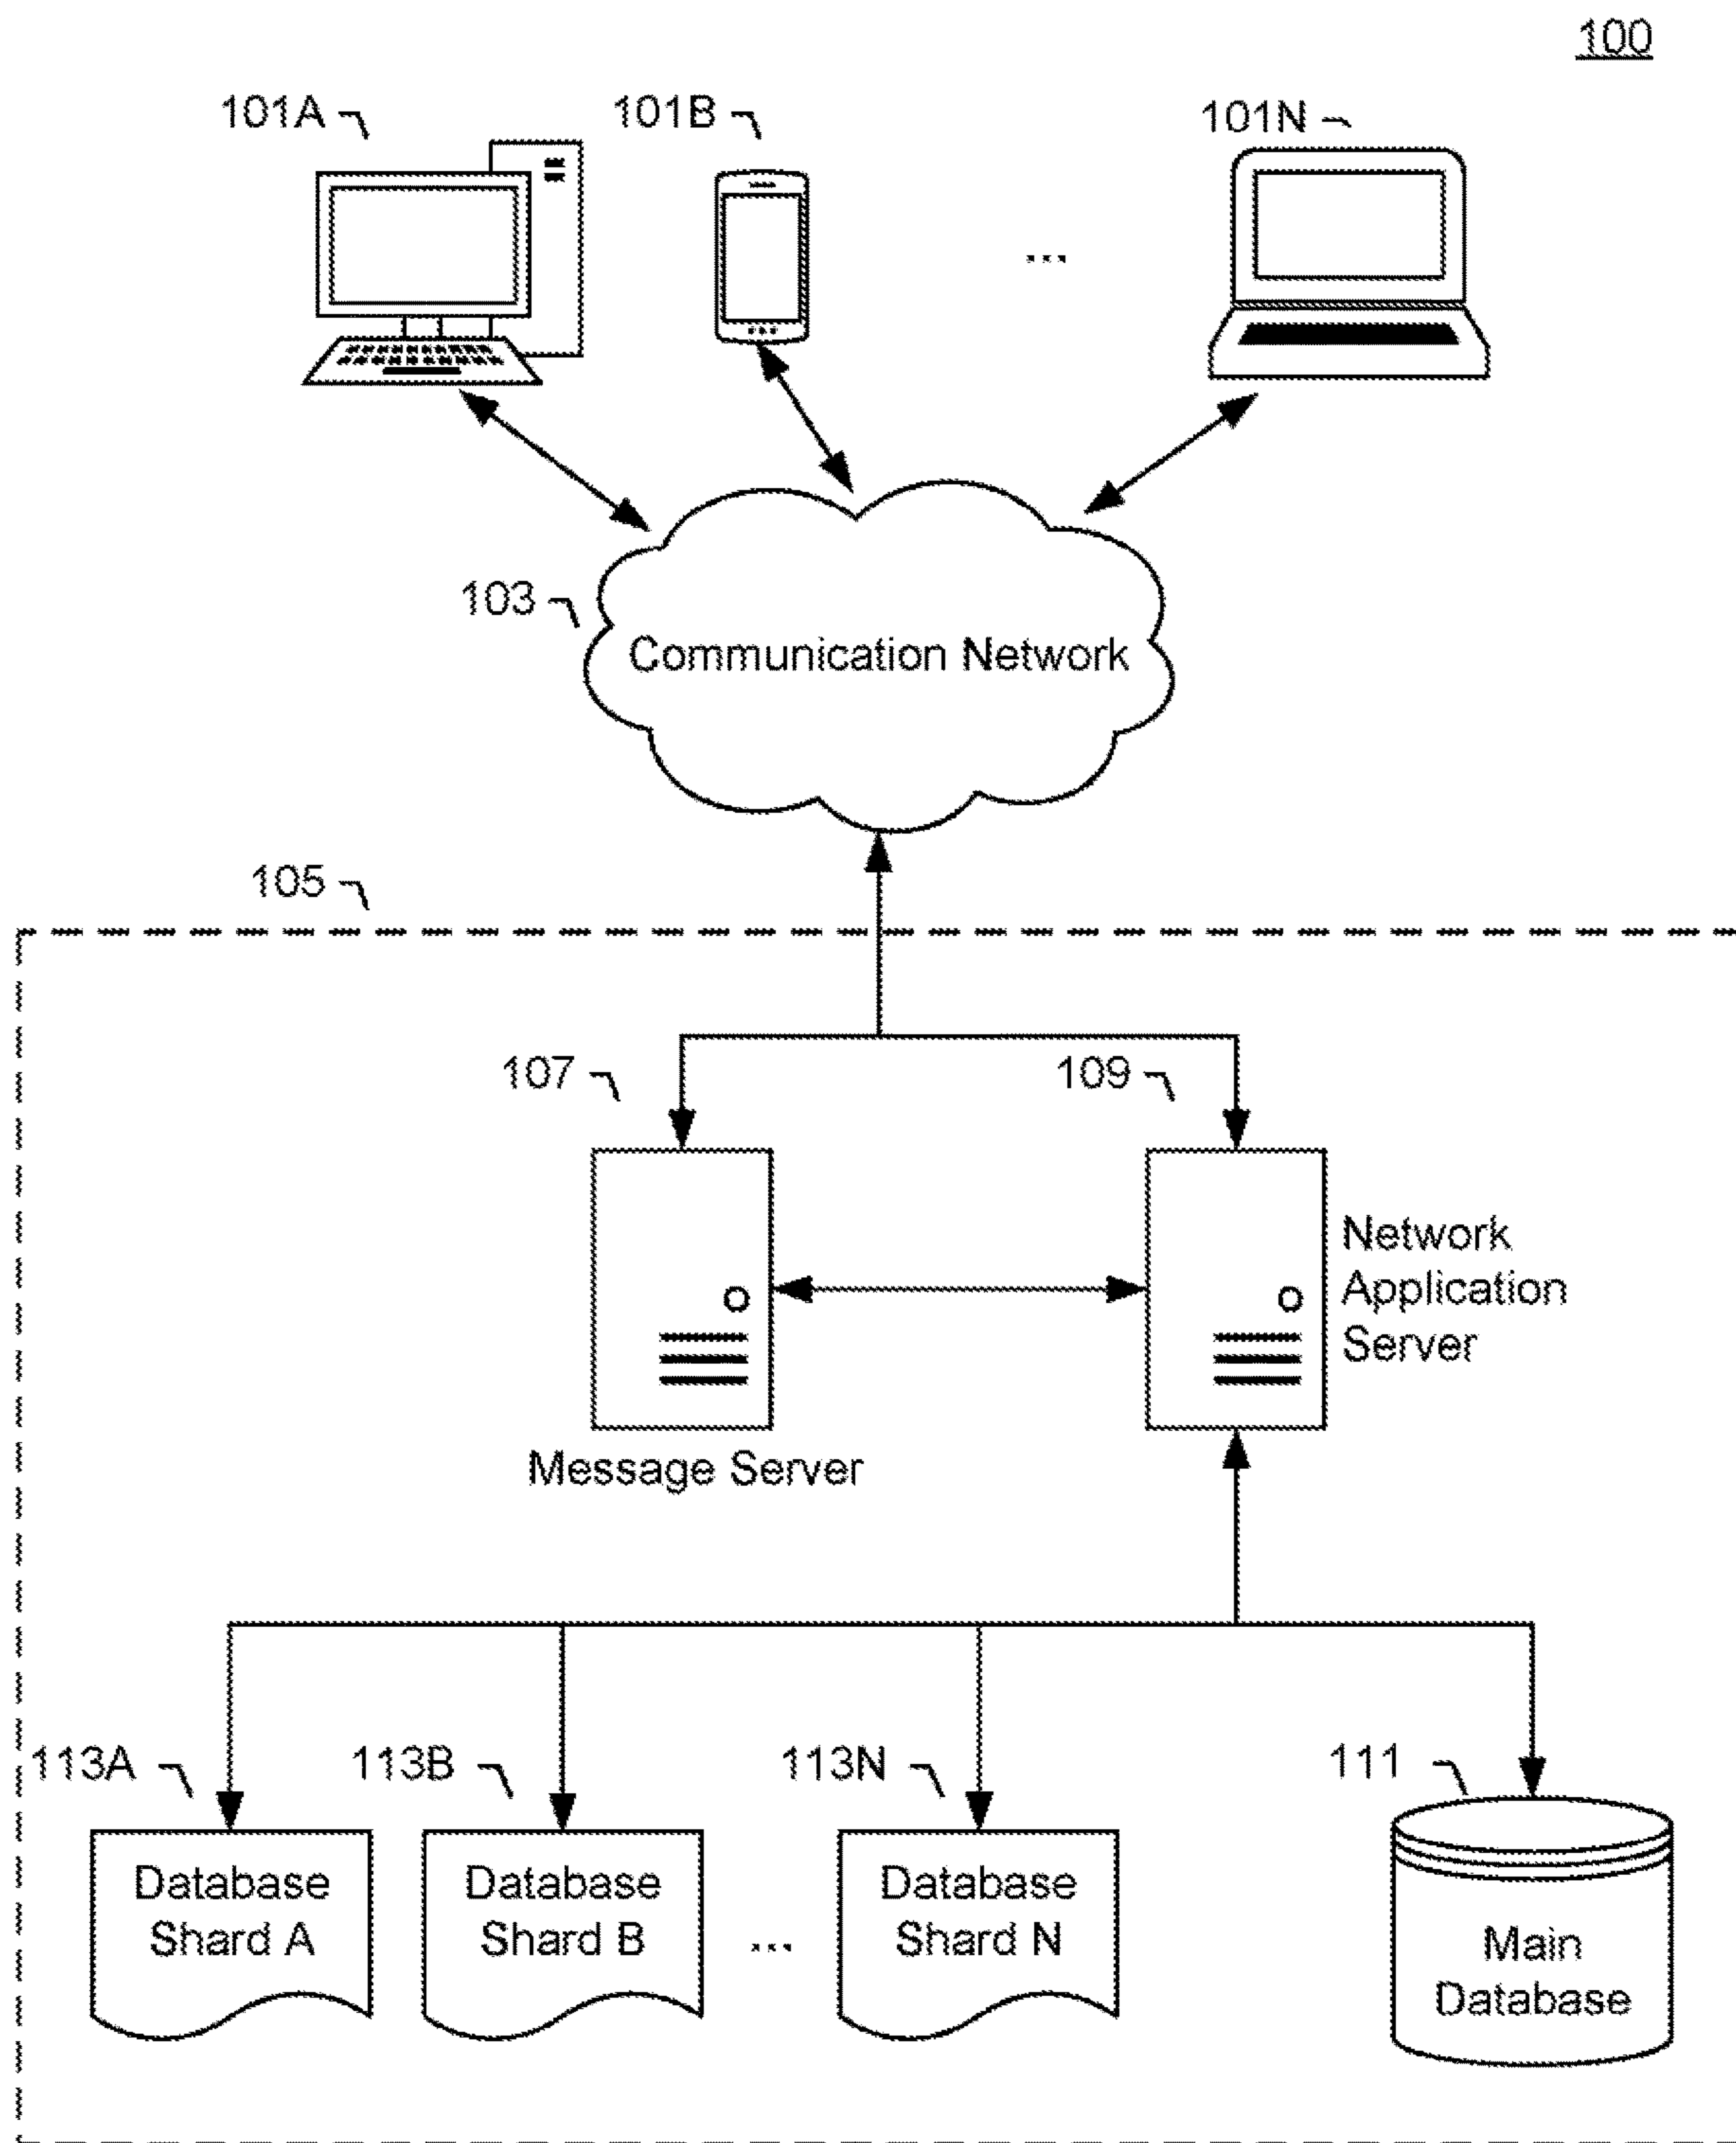 100
101A
101B
101N
...
103
Communication Network
105
107
109
Network
Application
Server
Message Server
113A
113B
113N
111
Database
Shard A
Database
Shard B
...
Database
Shard N
Main
Database